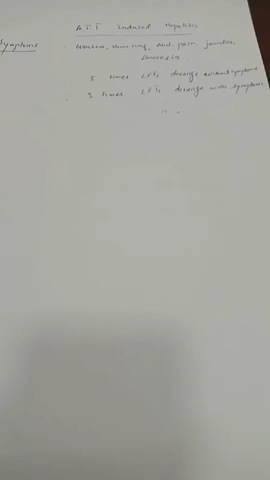 ATT Induced Hepatitis
Symptoms : Nausea, vomiting, Abd. pain, jaundice,
Anorexia.
5 times LFTs derange without symptoms
3 times LFTs derange with symptoms